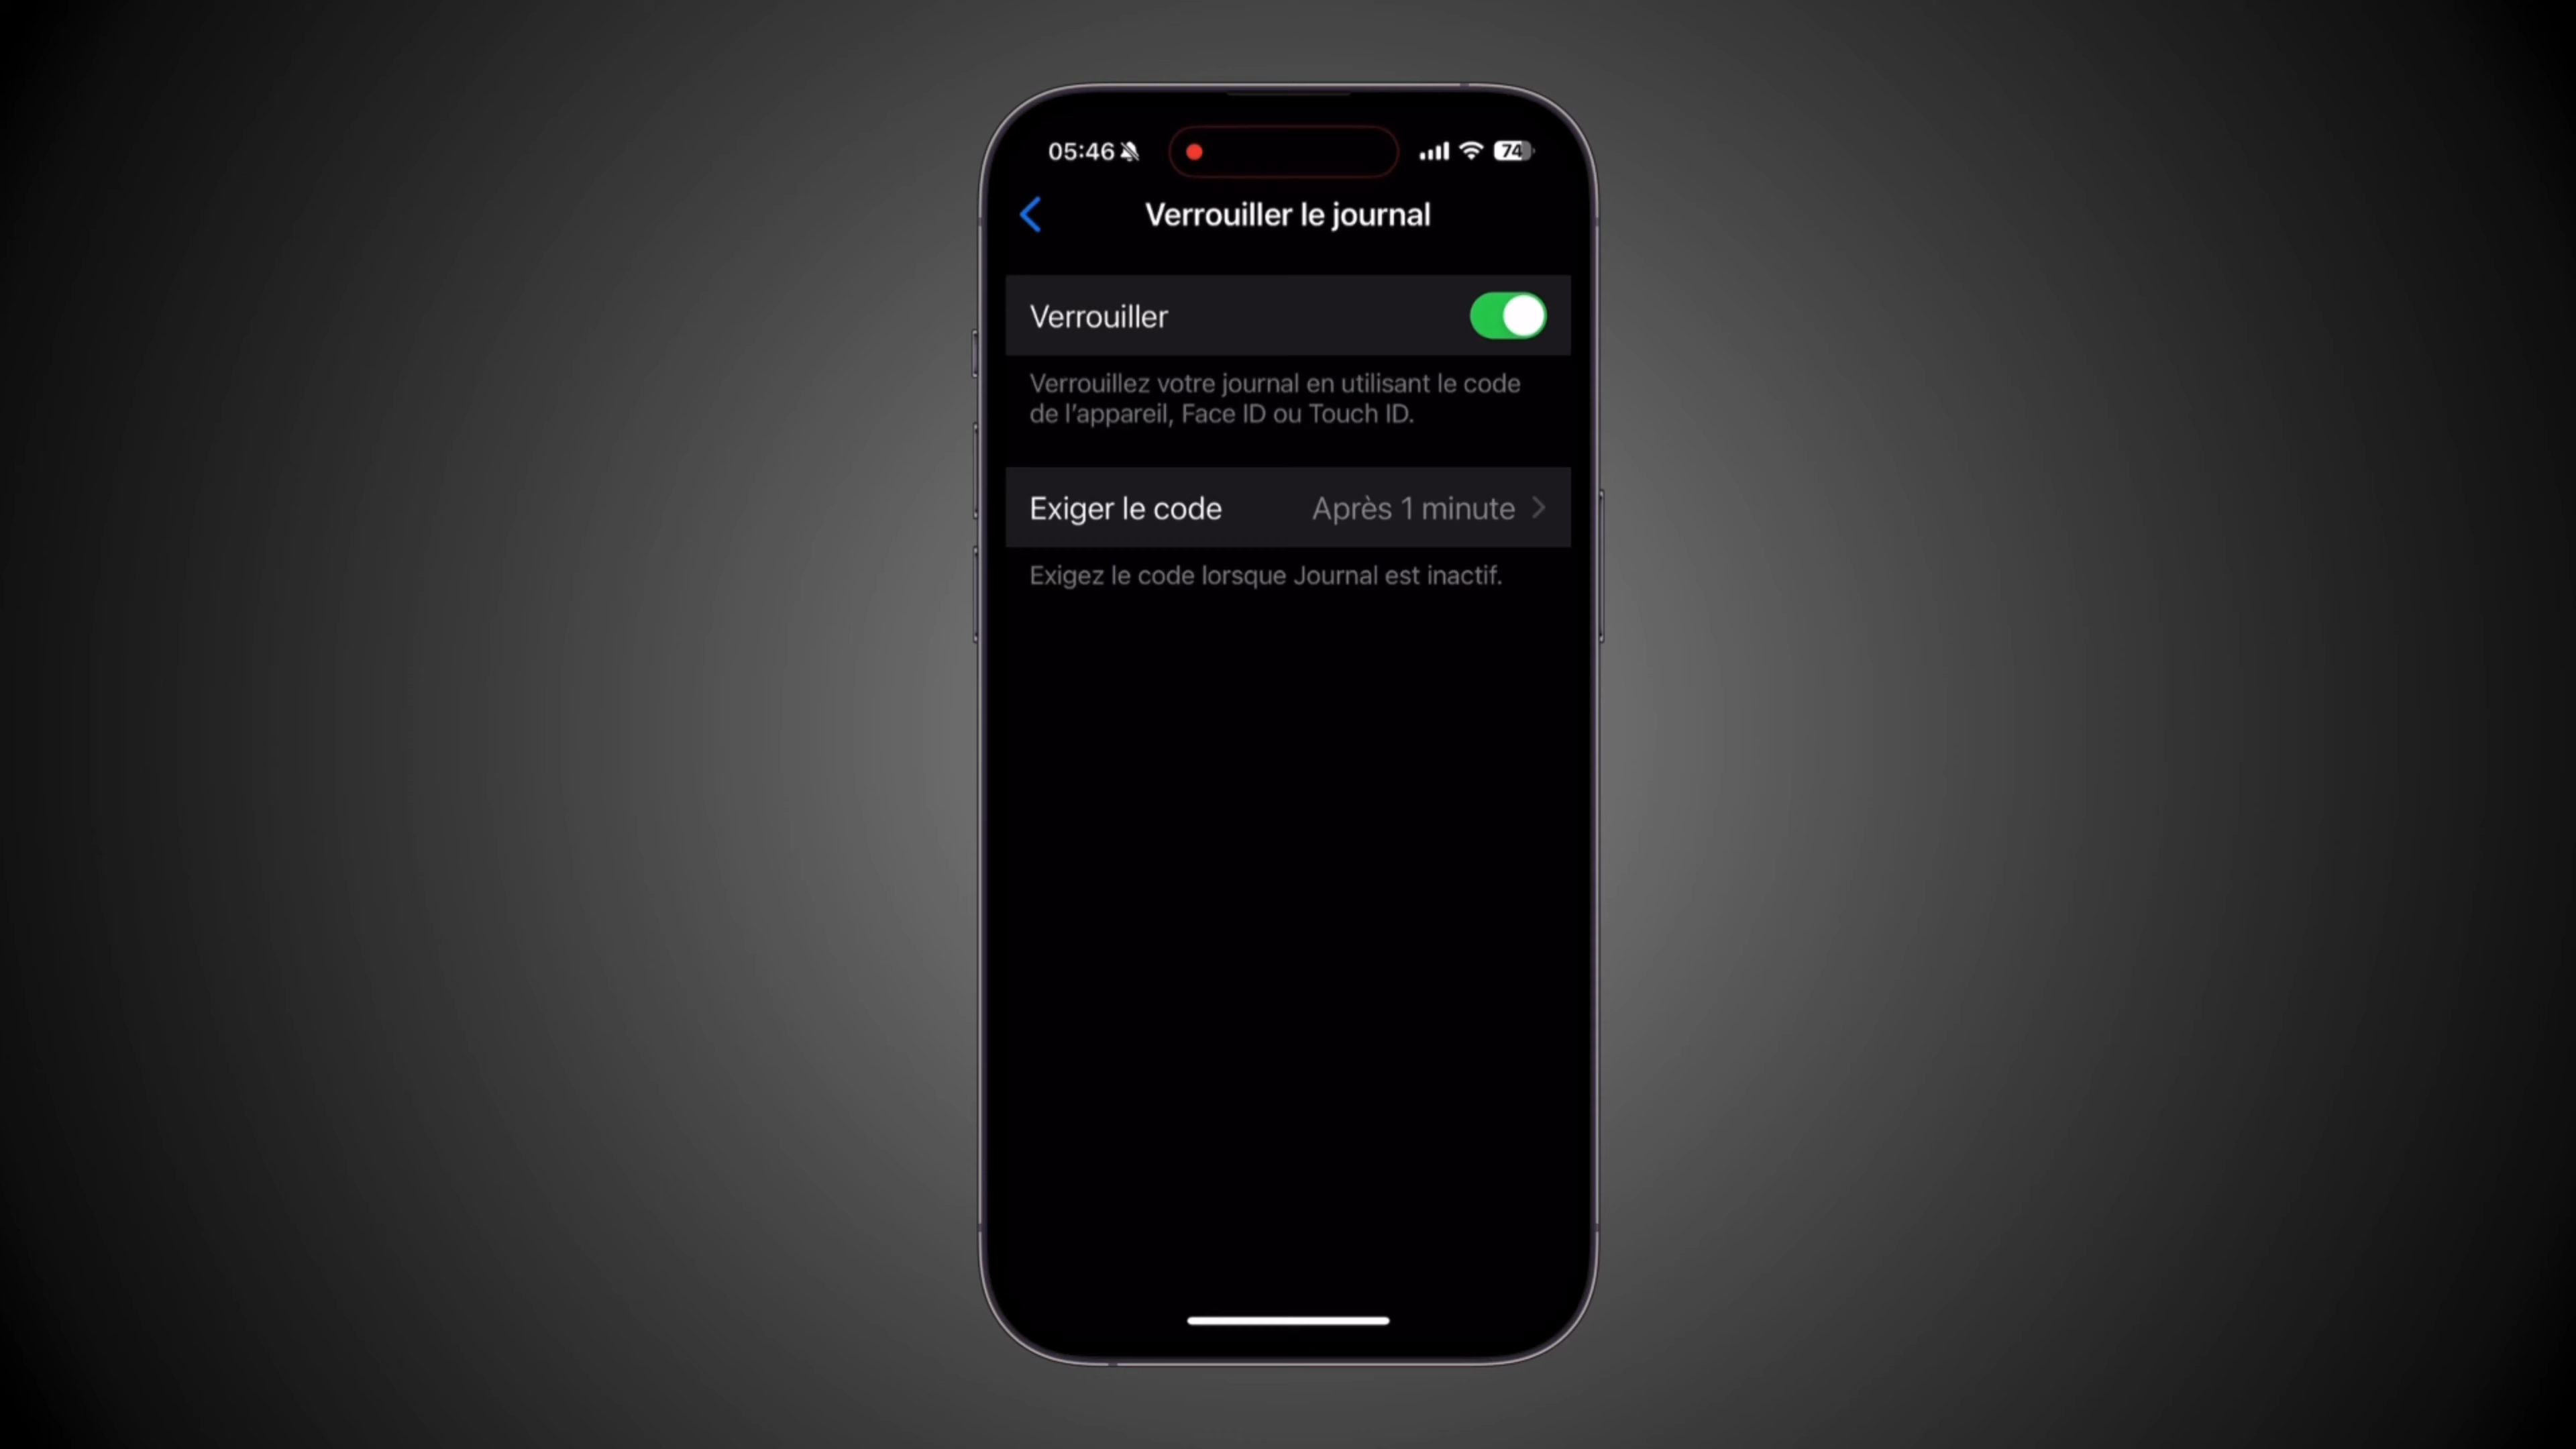 05:46
74
Verrouiller le journal
Verrouiller
Verrouillez votre journal en utilisant le code
de l’appareil, Face ID ou Touch ID.
Exiger le code Après 1 minute
Exigez le code lorsque Journal est inactif.